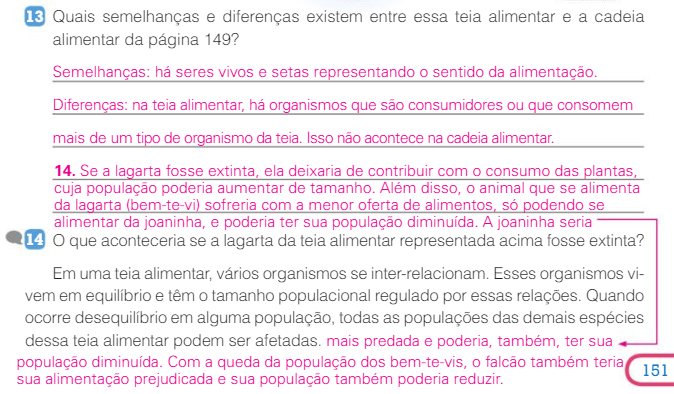 13 Quais semelhanças e diferenças existem entre essa teia alimentar e a cadeia
alimentar da página 149?
Semelhanças: há seres vivos e setas representando o sentido da alimentação.
Diferenças: na teia alimentar, há organismos que são consumidores ou que consomem
mais de um tipo de organismo da teia. Isso não acontece na cadeia alimentar.
14. Se a lagarta fosse extinta, ela deixaria de contribuir com o consumo das plantas,
cuja população poderia aumentar de tamanho. Além disso, o animal que se alimenta
da lagarta (bem-te-vi) sofreria com a menor oferta de alimentos, só podendo se
alimentar da joaninha, e poderia ter sua população diminuída. A joaninha seria
14 O que aconteceria se a lagarta da teia alimentar representada acima fosse extinta?
Em uma teia alimentar, vários organismos se inter-relacionam. Esses organismos vi-
vem em equilíbrio e têm o tamanho populacional regulado por essas relações. Quando
ocorre desequilíbrio em alguma população, todas as populações das demais espécies
dessa teia alimentar podem ser afetadas. mais predada e poderia, também, ter sua
população diminuída. Com a queda da população dos bem-te-vis, o falcão também teria
sua alimentação prejudicada e sua população também poderia reduzir.
151